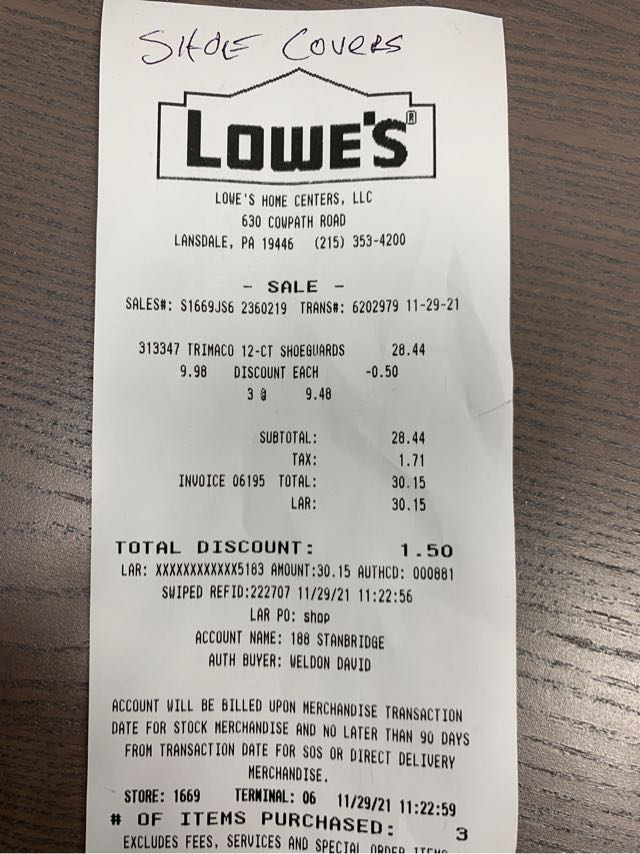 SHOE COVERS
LOWE'S®
LOWE'S HOME CENTERS, LLC
630 COWPATH ROAD
LANSDALE, PA 19446 (215) 353-4200
- SALE -
SALES#: S1669JS6 2360219 TRANS#: 6202979 11-29-21
313347 TRIMACO 12-CT SHOEGUARDS 28.44
9.98 DISCOUNT EACH -0.50
3 @ 9.48
SUBTOTAL: 28.44
TAX: 1.71
INVOICE 06195 TOTAL: 30.15
LAR: 30.15
TOTAL DISCOUNT: 1.50
LAR: XXXXXXXXXXXX5183 AMOUNT:30.15 AUTHCD: 000881
SWIPED REFID:222707 11/29/21 11:22:56
LAR PO: shop
ACCOUNT NAME: 188 STANBRIDGE
AUTH BUYER: WELDON DAVID
ACCOUNT WILL BE BILLED UPON MERCHANDISE TRANSACTION
DATE FOR STOCK MERCHANDISE AND NO LATER THAN 90 DAYS
FROM TRANSACTION DATE FOR SOS OR DIRECT DELIVERY
MERCHANDISE.
STORE: 1669 TERMINAL: 06 11/29/21 11:22:59
# OF ITEMS PURCHASED: 3
EXCLUDES FEES, SERVICES AND SPECIAL ORDER ITEMS